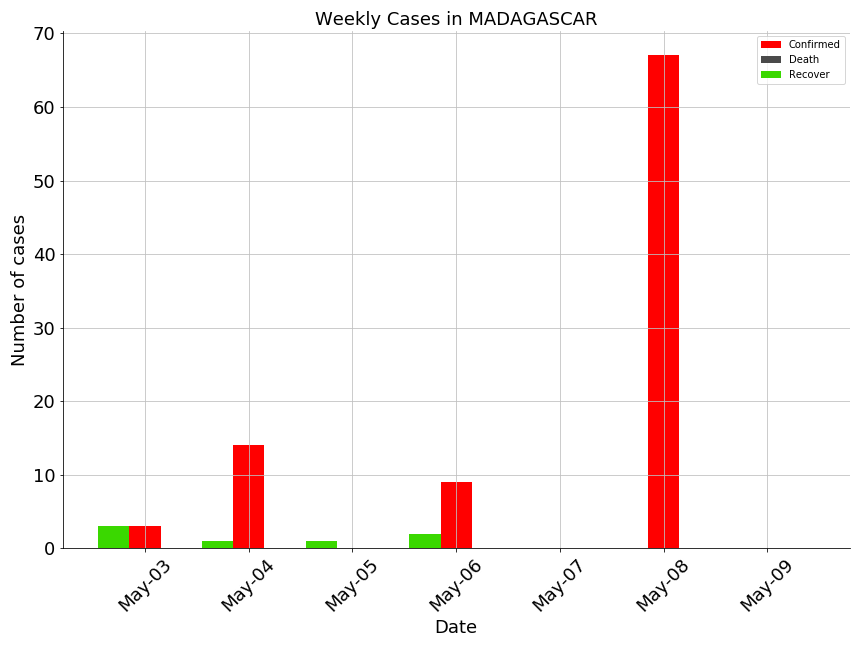 Weekly Cases in MADAGASCAR
Confirmed
Death
Recover
Number of cases
70
60
50
40
30
20
10
0
May-03
May-04
May-05
May-06
May-07
May-08
May-09
Date